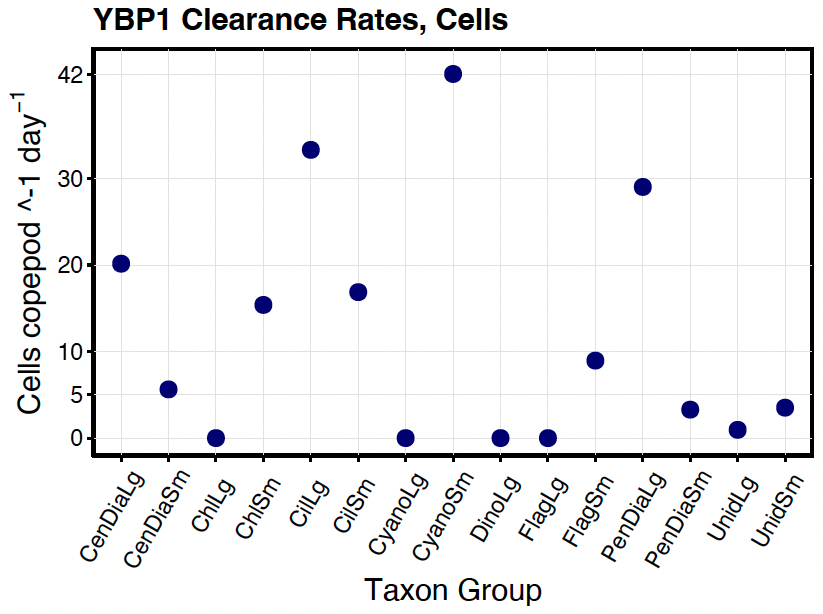 YBP1 Clearance Rates, Cells
Cells copepod ^-1 day⁻¹
42
30
20
10
5
0
CenDiaLg
CenDiaSm
ChlLg
ChlSm
CilLg
CilSm
CyanoLg
CyanoSm
DinoLg
FlagLg
FlagSm
PenDiaLg
PenDiaSm
UnidLg
UnidSm
Taxon Group